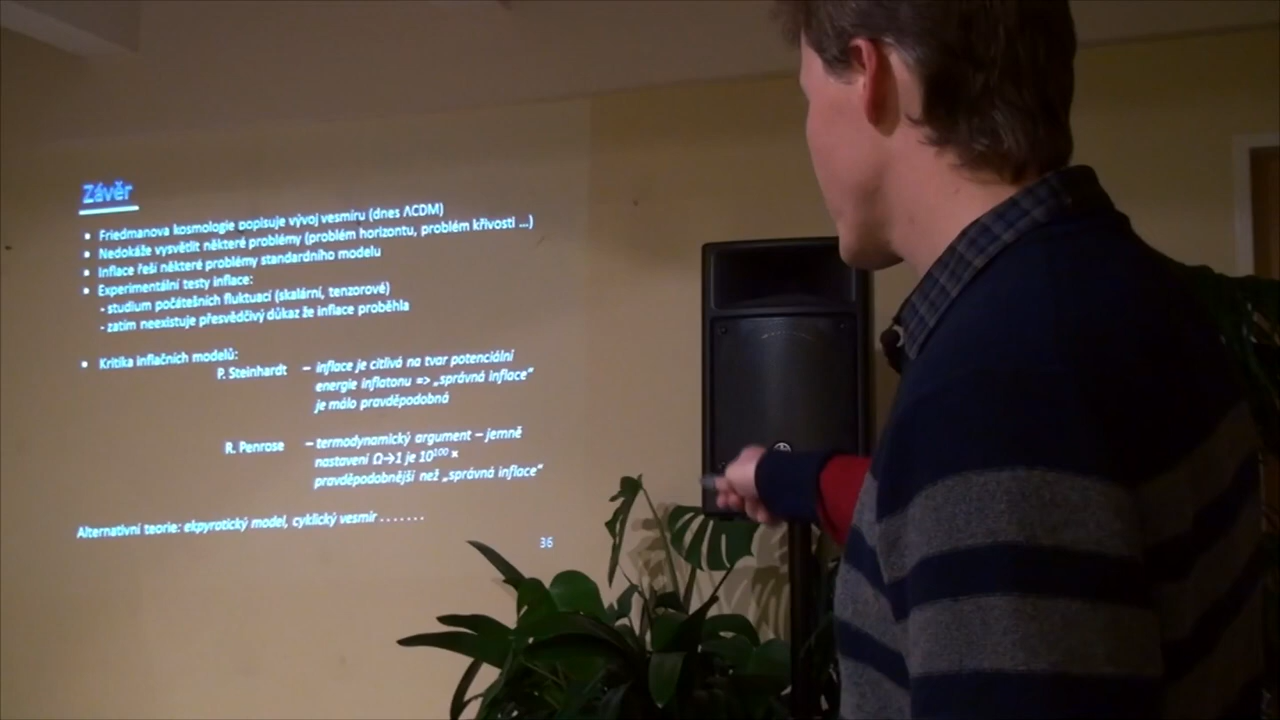 Závěr
• Friedmanova kosmologie popisuje vývoj vesmíru (dnes ΛCDM)
• Nedokáže vysvětlit některé problémy (problém horizontu, problém křivosti ...)
• Inflace řeší některé problémy standardního modelu
• Experimentální testy inflace:
- studium počátešních fluktuací (skalární, tenzorové)
- zatím neexistuje přesvědčivý důkaz že inflace proběhla
• Kritika inflačních modelů:
P. Steinhardt – inflace je citlivá na tvar potenciální
energie inflatonu => „správná inflace“
je málo pravděpodobná
R. Penrose – termodynamický argument – jemně
nastavení Ω→1 je 10¹⁰⁰ ×
pravděpodobnější než „správná inflace“
Alternativní teorie: ekpyratický model, cyklický vesmír . . . . . . .
36